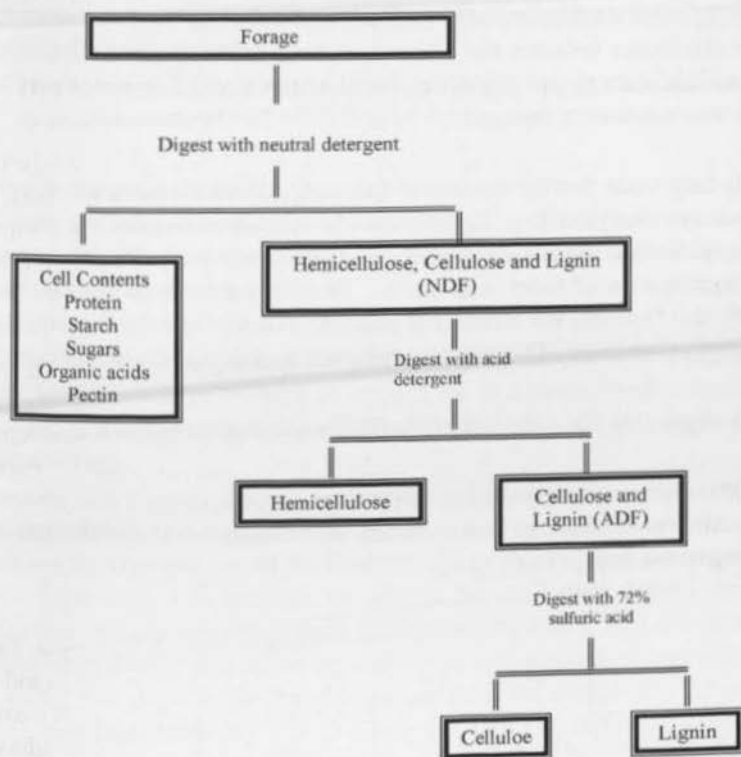 Forage
Digest with neutral detergent
Cell Contents
Protein
Starch
Sugars
Organic acids
Pectin
Hemicellulose, Cellulose and Lignin
(NDF)
Digest with acid
detergent
Hemicellulose
Cellulose and
Lignin (ADF)
Digest with 72%
sulfuric acid
Celluloe
Lignin